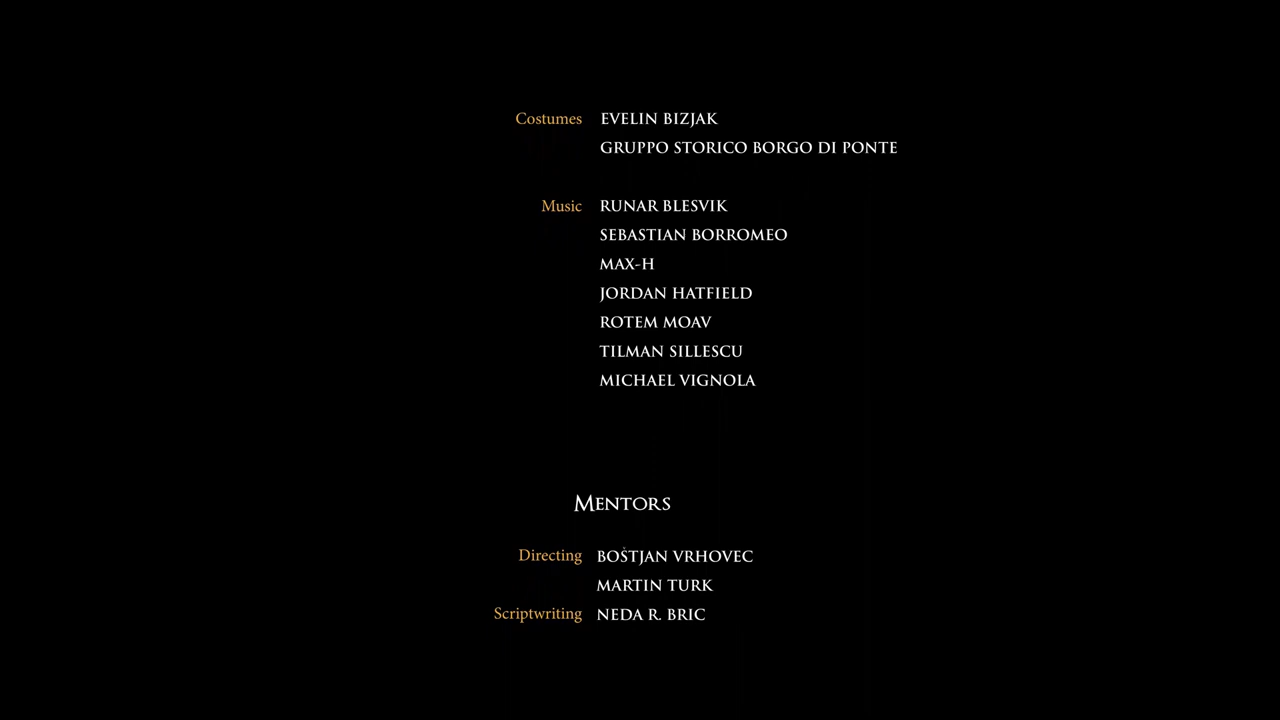 Costumes EVELIN BIZJAK
GRUPPO STORICO BORGO DI PONTE
Music RUNAR BLESVIK
SEBASTIAN BORROMEO
MAX-H
JORDAN HATFIELD
ROTEM MOAV
TILMAN SILLESCU
MICHAEL VIGNOLA
MENTORS
Directing BOŠTJAN VRHOVEC
MARTIN TURK
Scriptwriting NEDA R. BRIC